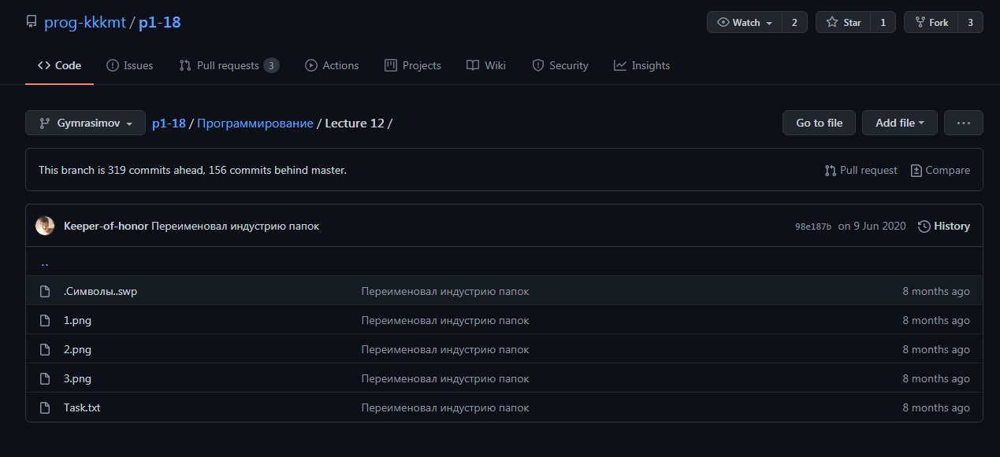 prog-kkkmt / p1-18 Watch 2 Star 1 Fork 3
Code Issues Pull requests 3 Actions Projects Wiki Security Insights
Gymrasimov p1-18 / Программирование / Lecture 12 / Go to file Add file ...
This branch is 319 commits ahead, 156 commits behind master. Pull request Compare
Keeper-of-honor Переименовал индустрию папок 98e187b on 9 Jun 2020 History
..
.Символы..swp Переименовал индустрию папок 8 months ago
1.png Переименовал индустрию папок 8 months ago
2.png Переименовал индустрию папок 8 months ago
3.png Переименовал индустрию папок 8 months ago
Task.txt Переименовал индустрию папок 8 months ago